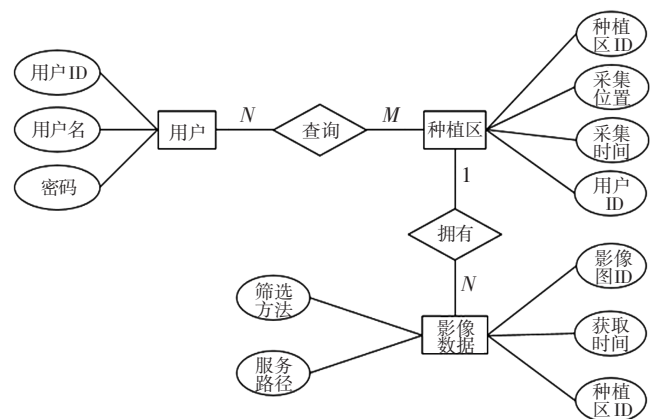 种植
区ID
用户ID
采集
位置
用户名
用户
N
查询
M
种植区
采集
时间
密码
1
用户
ID
拥有
影像
图ID
筛选
方法
N
影像
数据
获取
时间
服务
路径
种植
区ID